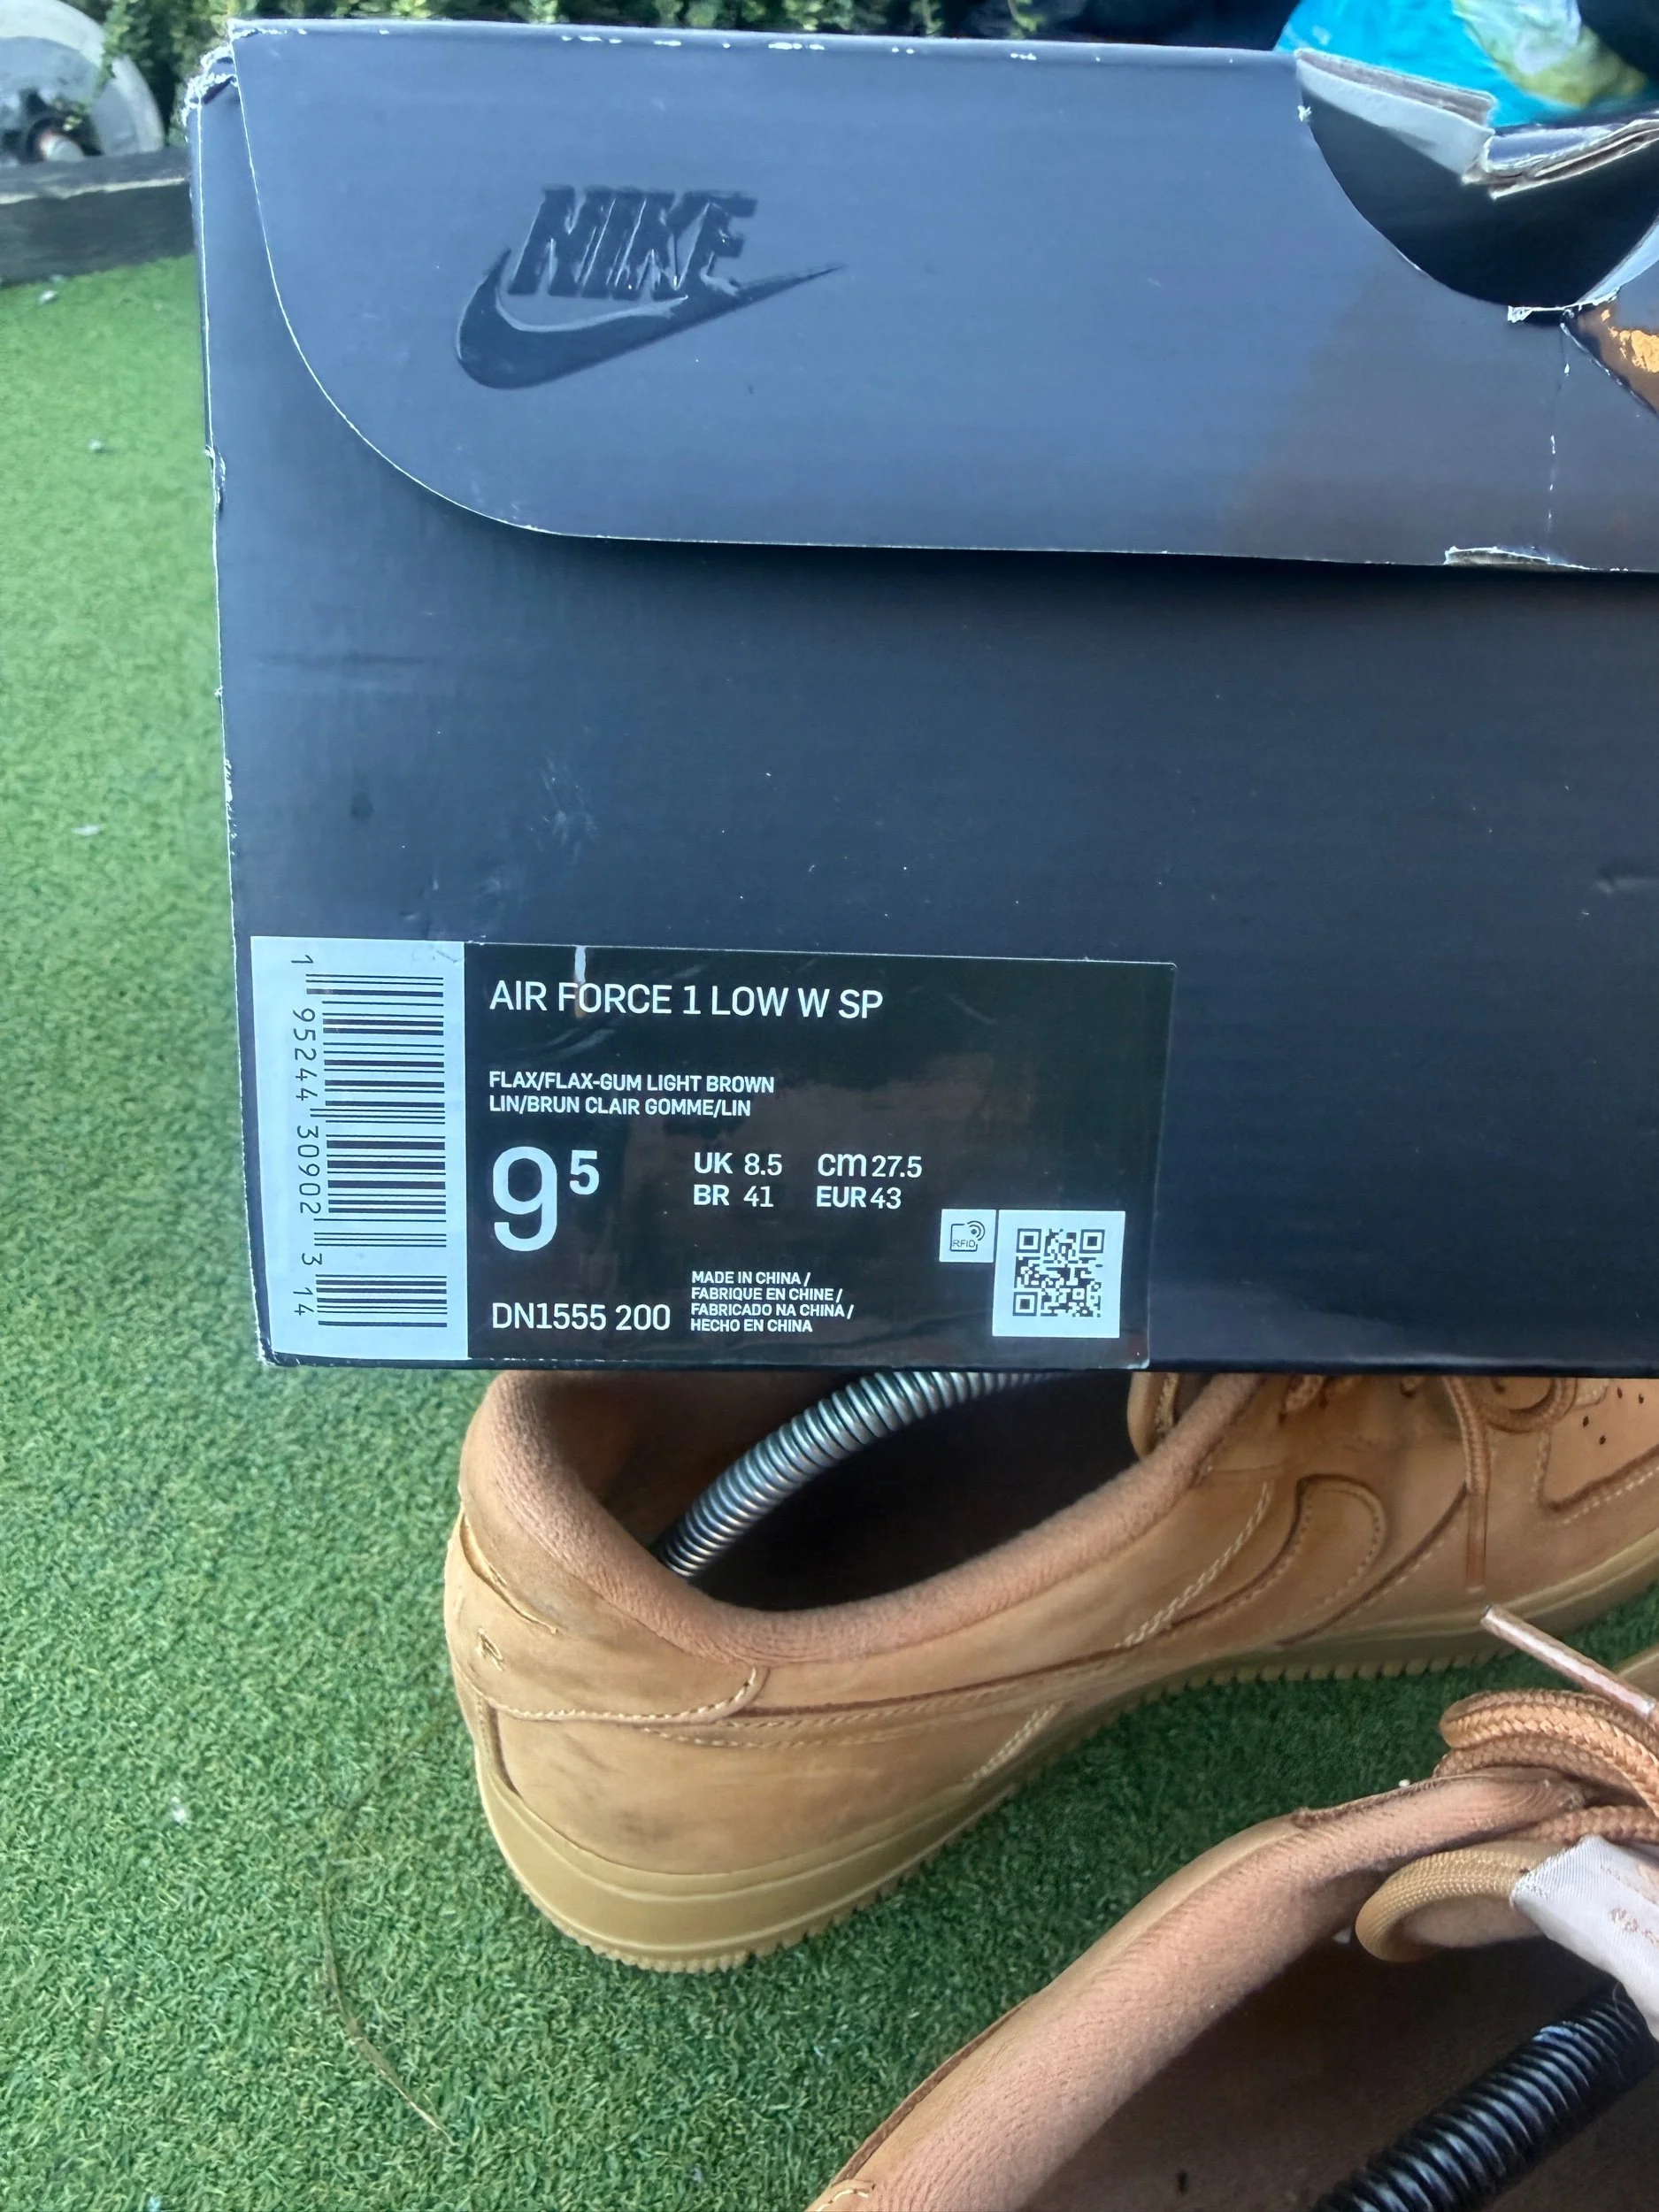 NIKE
AIR FORCE 1 LOW W SP
FLAX/FLAX-GUM LIGHT BROWN
LIN/BRUN CLAIR GOMME/LIN
9⁵
UK 8.5 cm 27.5
BR 41 EUR 43
RFID
DN1555 200
MADE IN CHINA /
FABRIQUE EN CHINE /
FABRICADO NA CHINA /
HECHO EN CHINA
1 95244 30902 3 14